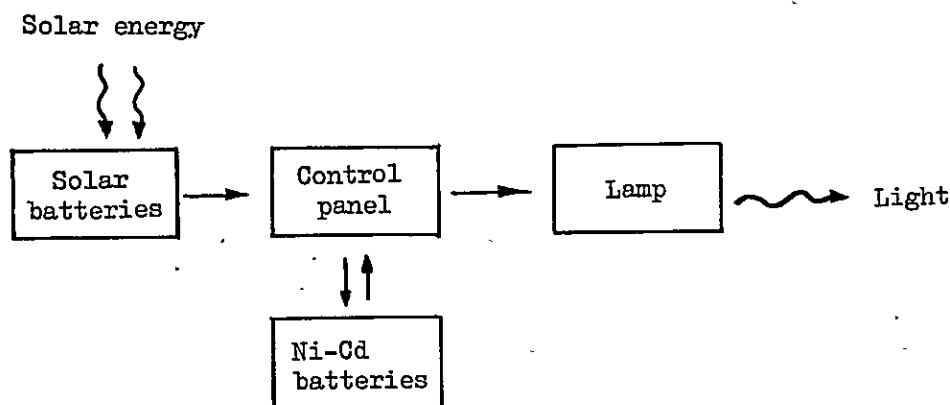 Solar energy
Solar
batteries
Control
panel
Lamp
Light
Ni-Cd
batteries